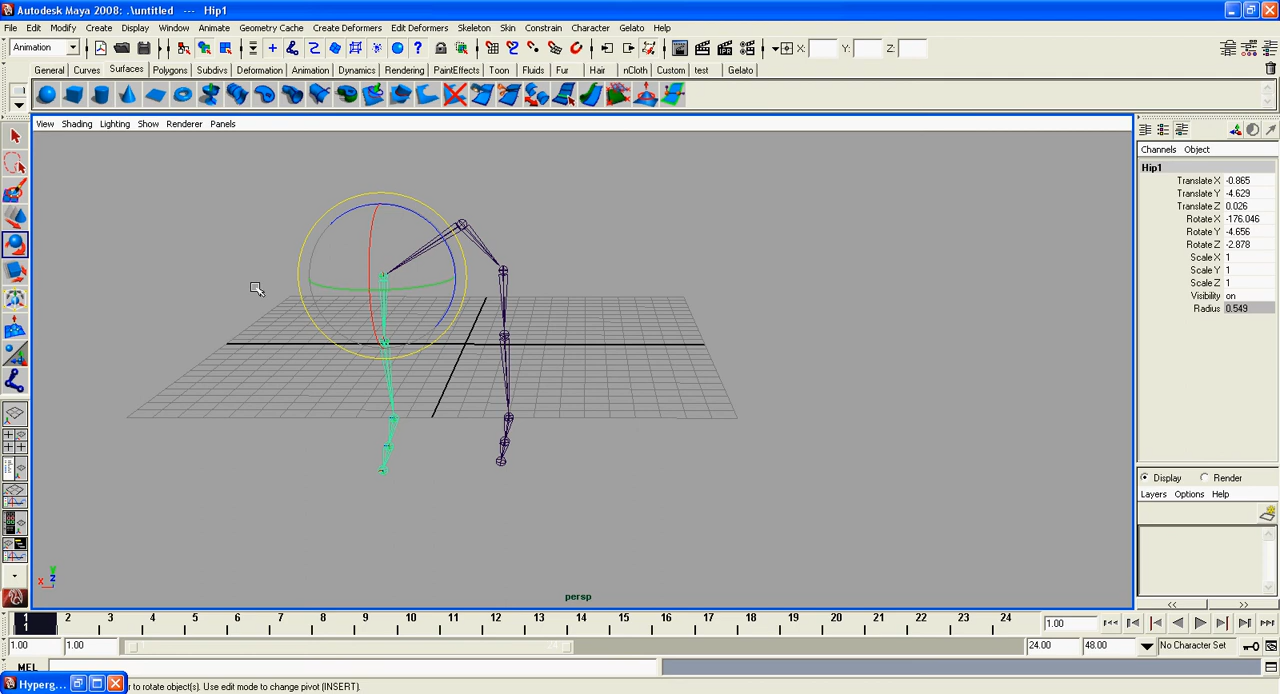 Autodesk Maya 2008: .\untitled --- Hip1
File Edit Modify Create Display Window Animate Geometry Cache Create Deformers Edit Deformers Skeleton Skin Constrain Character Gelato Help
Animation X: Y: Z:
General Curves Surfaces Polygons Subdivs Deformation Animation Dynamics Rendering PaintEffects Toon Fluids Fur Hair nCloth Custom test Gelato
View Shading Lighting Show Renderer Panels
Channels Object
Hip1
Translate X -0.865
Translate Y -4.629
Translate Z 0.026
Rotate X -176.046
Rotate Y -4.656
Rotate Z -2.878
Scale X 1
Scale Y 1
Scale Z 1
Visibility on
Radius 0.549
Display Render
Layers Options Help
Y
Z
X
persp
1 2 3 4 5 6 7 8 9 10 11 12 13 14 15 16 17 18 19 20 21 22 23 24
1 1.00
1.00 1.00 1 24 24.00 48.00 No Character Set
MEL
Hyperg... r to rotate object(s). Use edit mode to change pivot (INSERT).